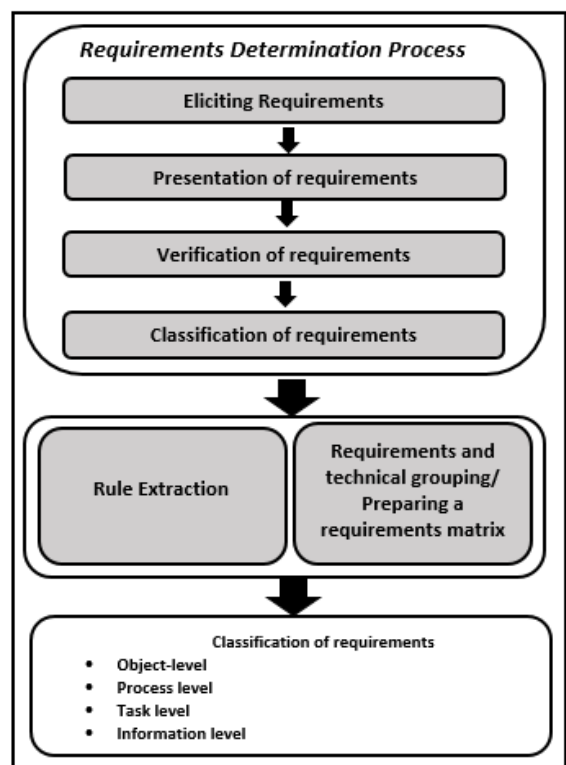 Requirements Determination Process
Eliciting Requirements
Presentation of requirements
Verification of requirements
Classification of requirements
Rule Extraction
Requirements and
technical grouping/
Preparing a
requirements matrix
Classification of requirements
• Object-level
• Process level
• Task level
• Information level